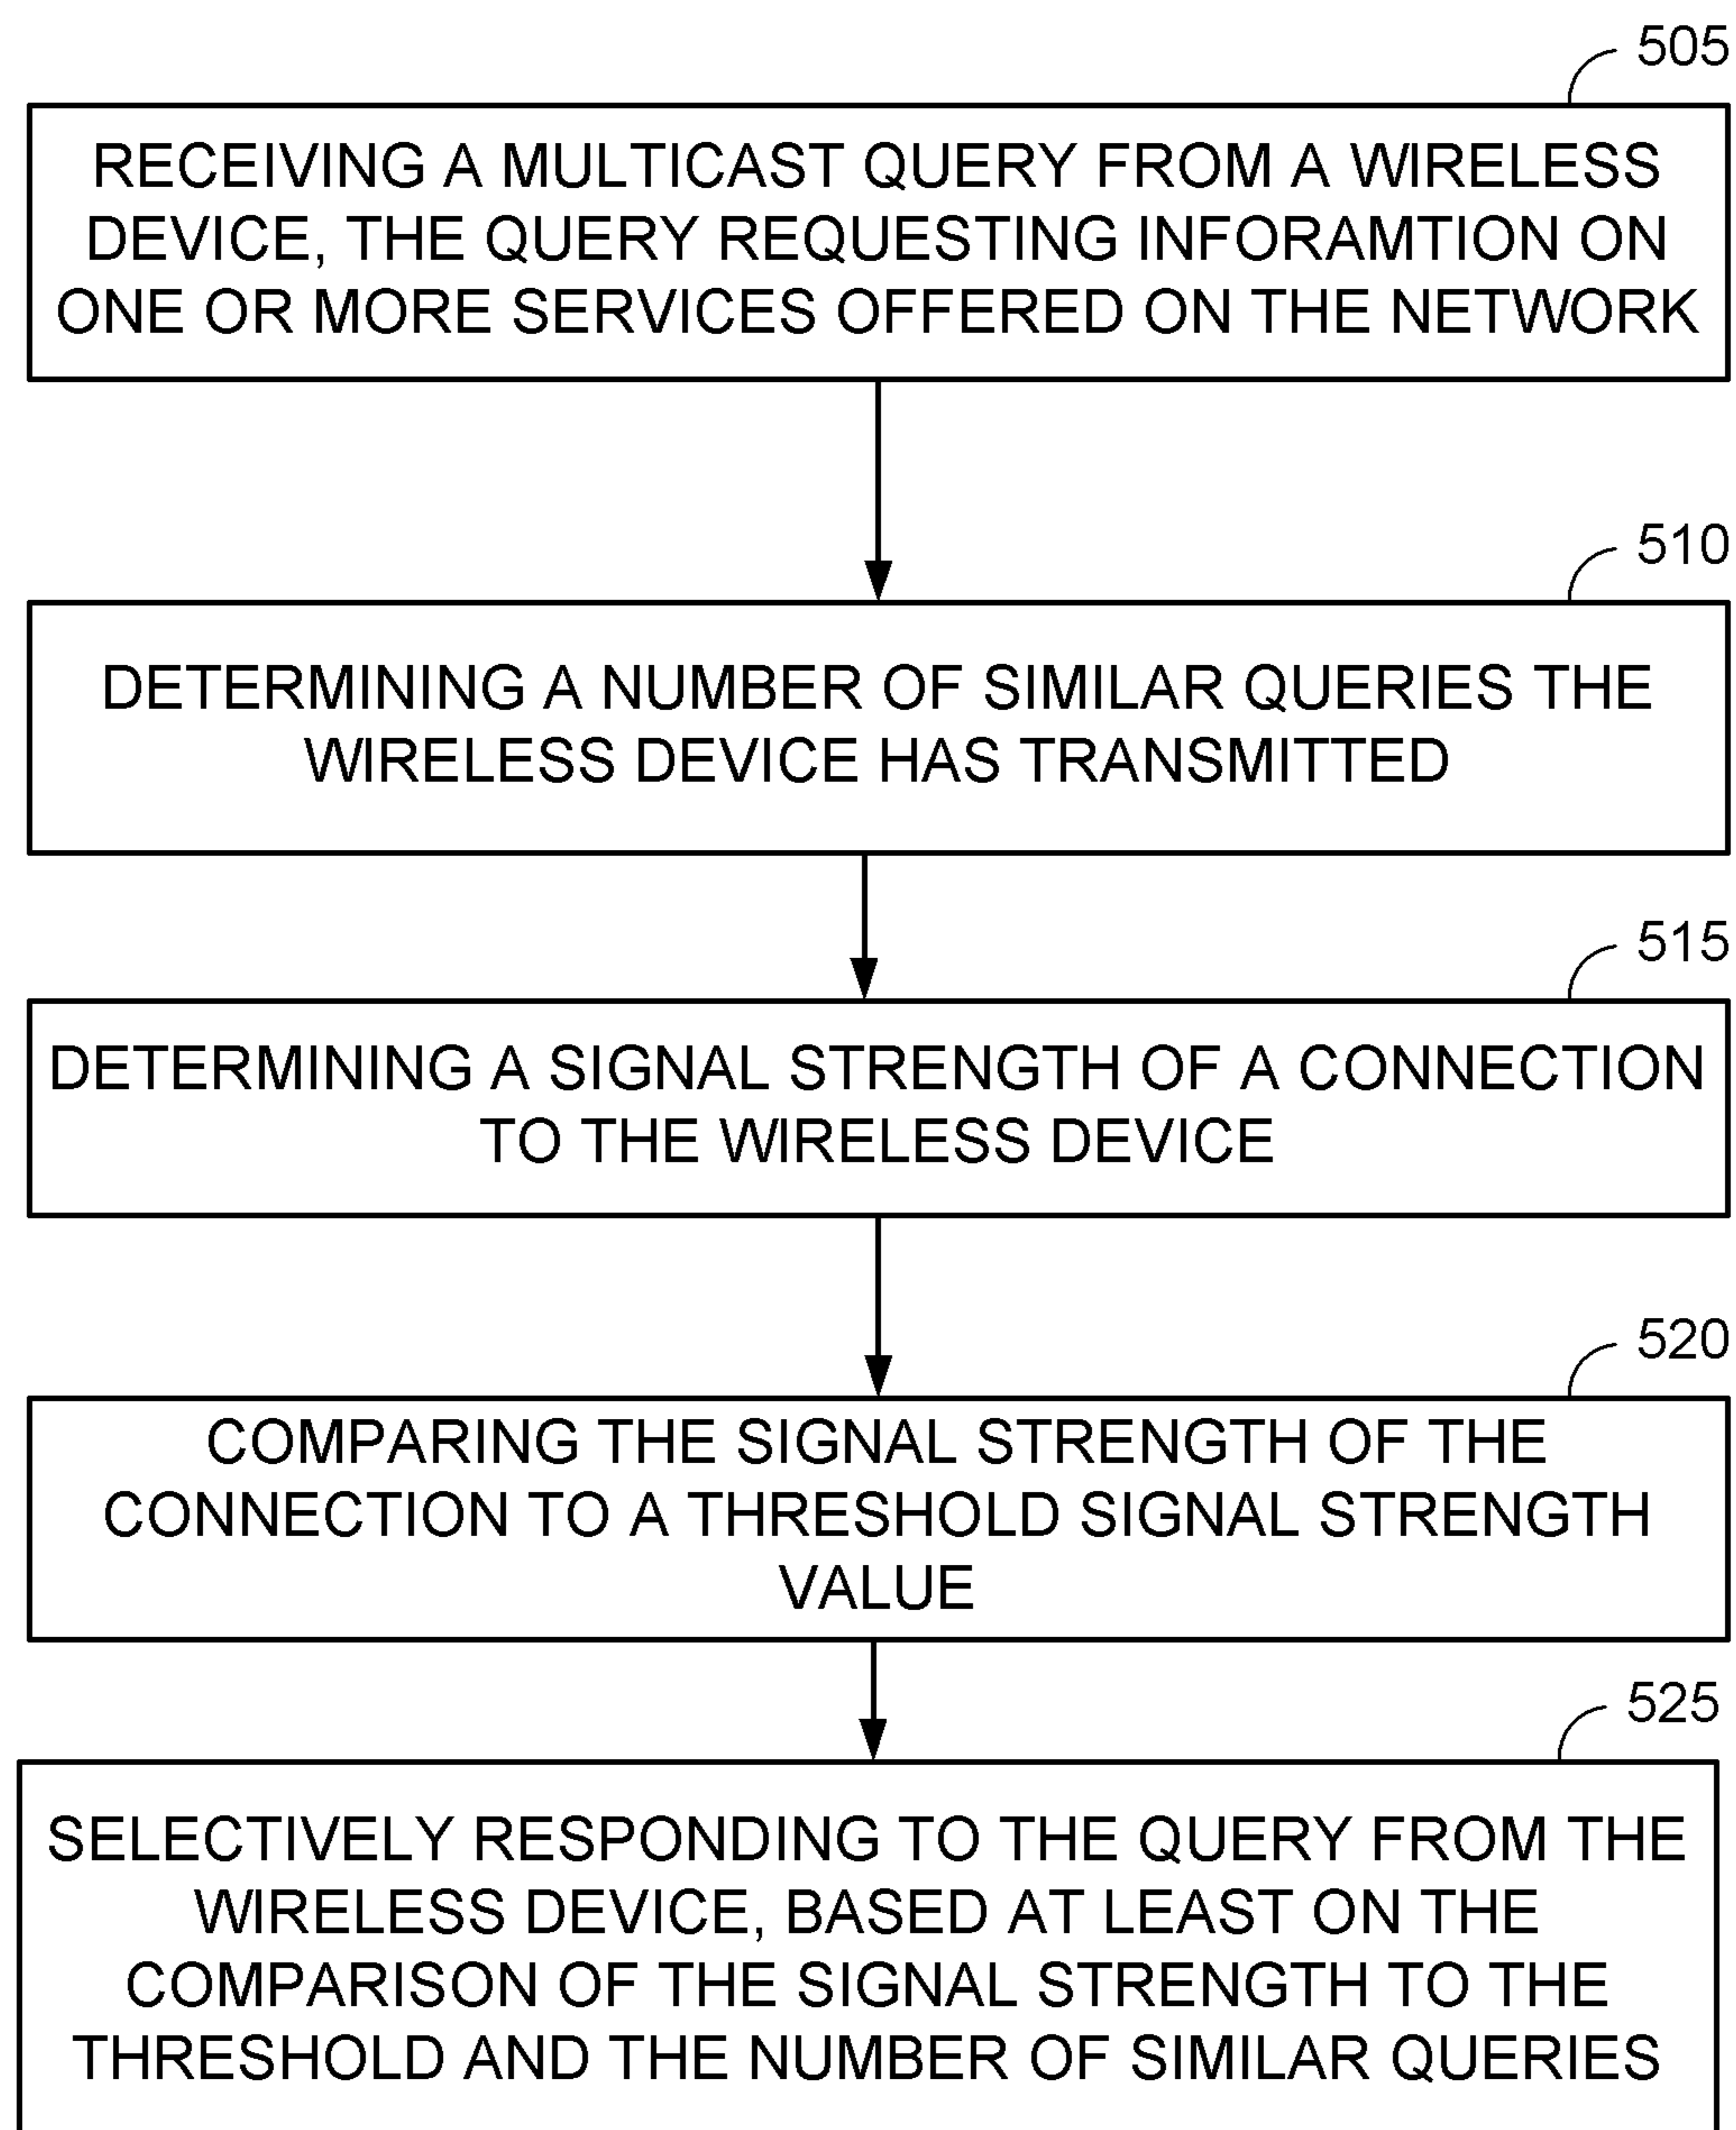 505
RECEIVING A MULTICAST QUERY FROM A WIRELESS
DEVICE, THE QUERY REQUESTING INFORAMTION ON
ONE OR MORE SERVICES OFFERED ON THE NETWORK
510
DETERMINING A NUMBER OF SIMILAR QUERIES THE
WIRELESS DEVICE HAS TRANSMITTED
515
DETERMINING A SIGNAL STRENGTH OF A CONNECTION
TO THE WIRELESS DEVICE
520
COMPARING THE SIGNAL STRENGTH OF THE
CONNECTION TO A THRESHOLD SIGNAL STRENGTH
VALUE
525
SELECTIVELY RESPONDING TO THE QUERY FROM THE
WIRELESS DEVICE, BASED AT LEAST ON THE
COMPARISON OF THE SIGNAL STRENGTH TO THE
THRESHOLD AND THE NUMBER OF SIMILAR QUERIES